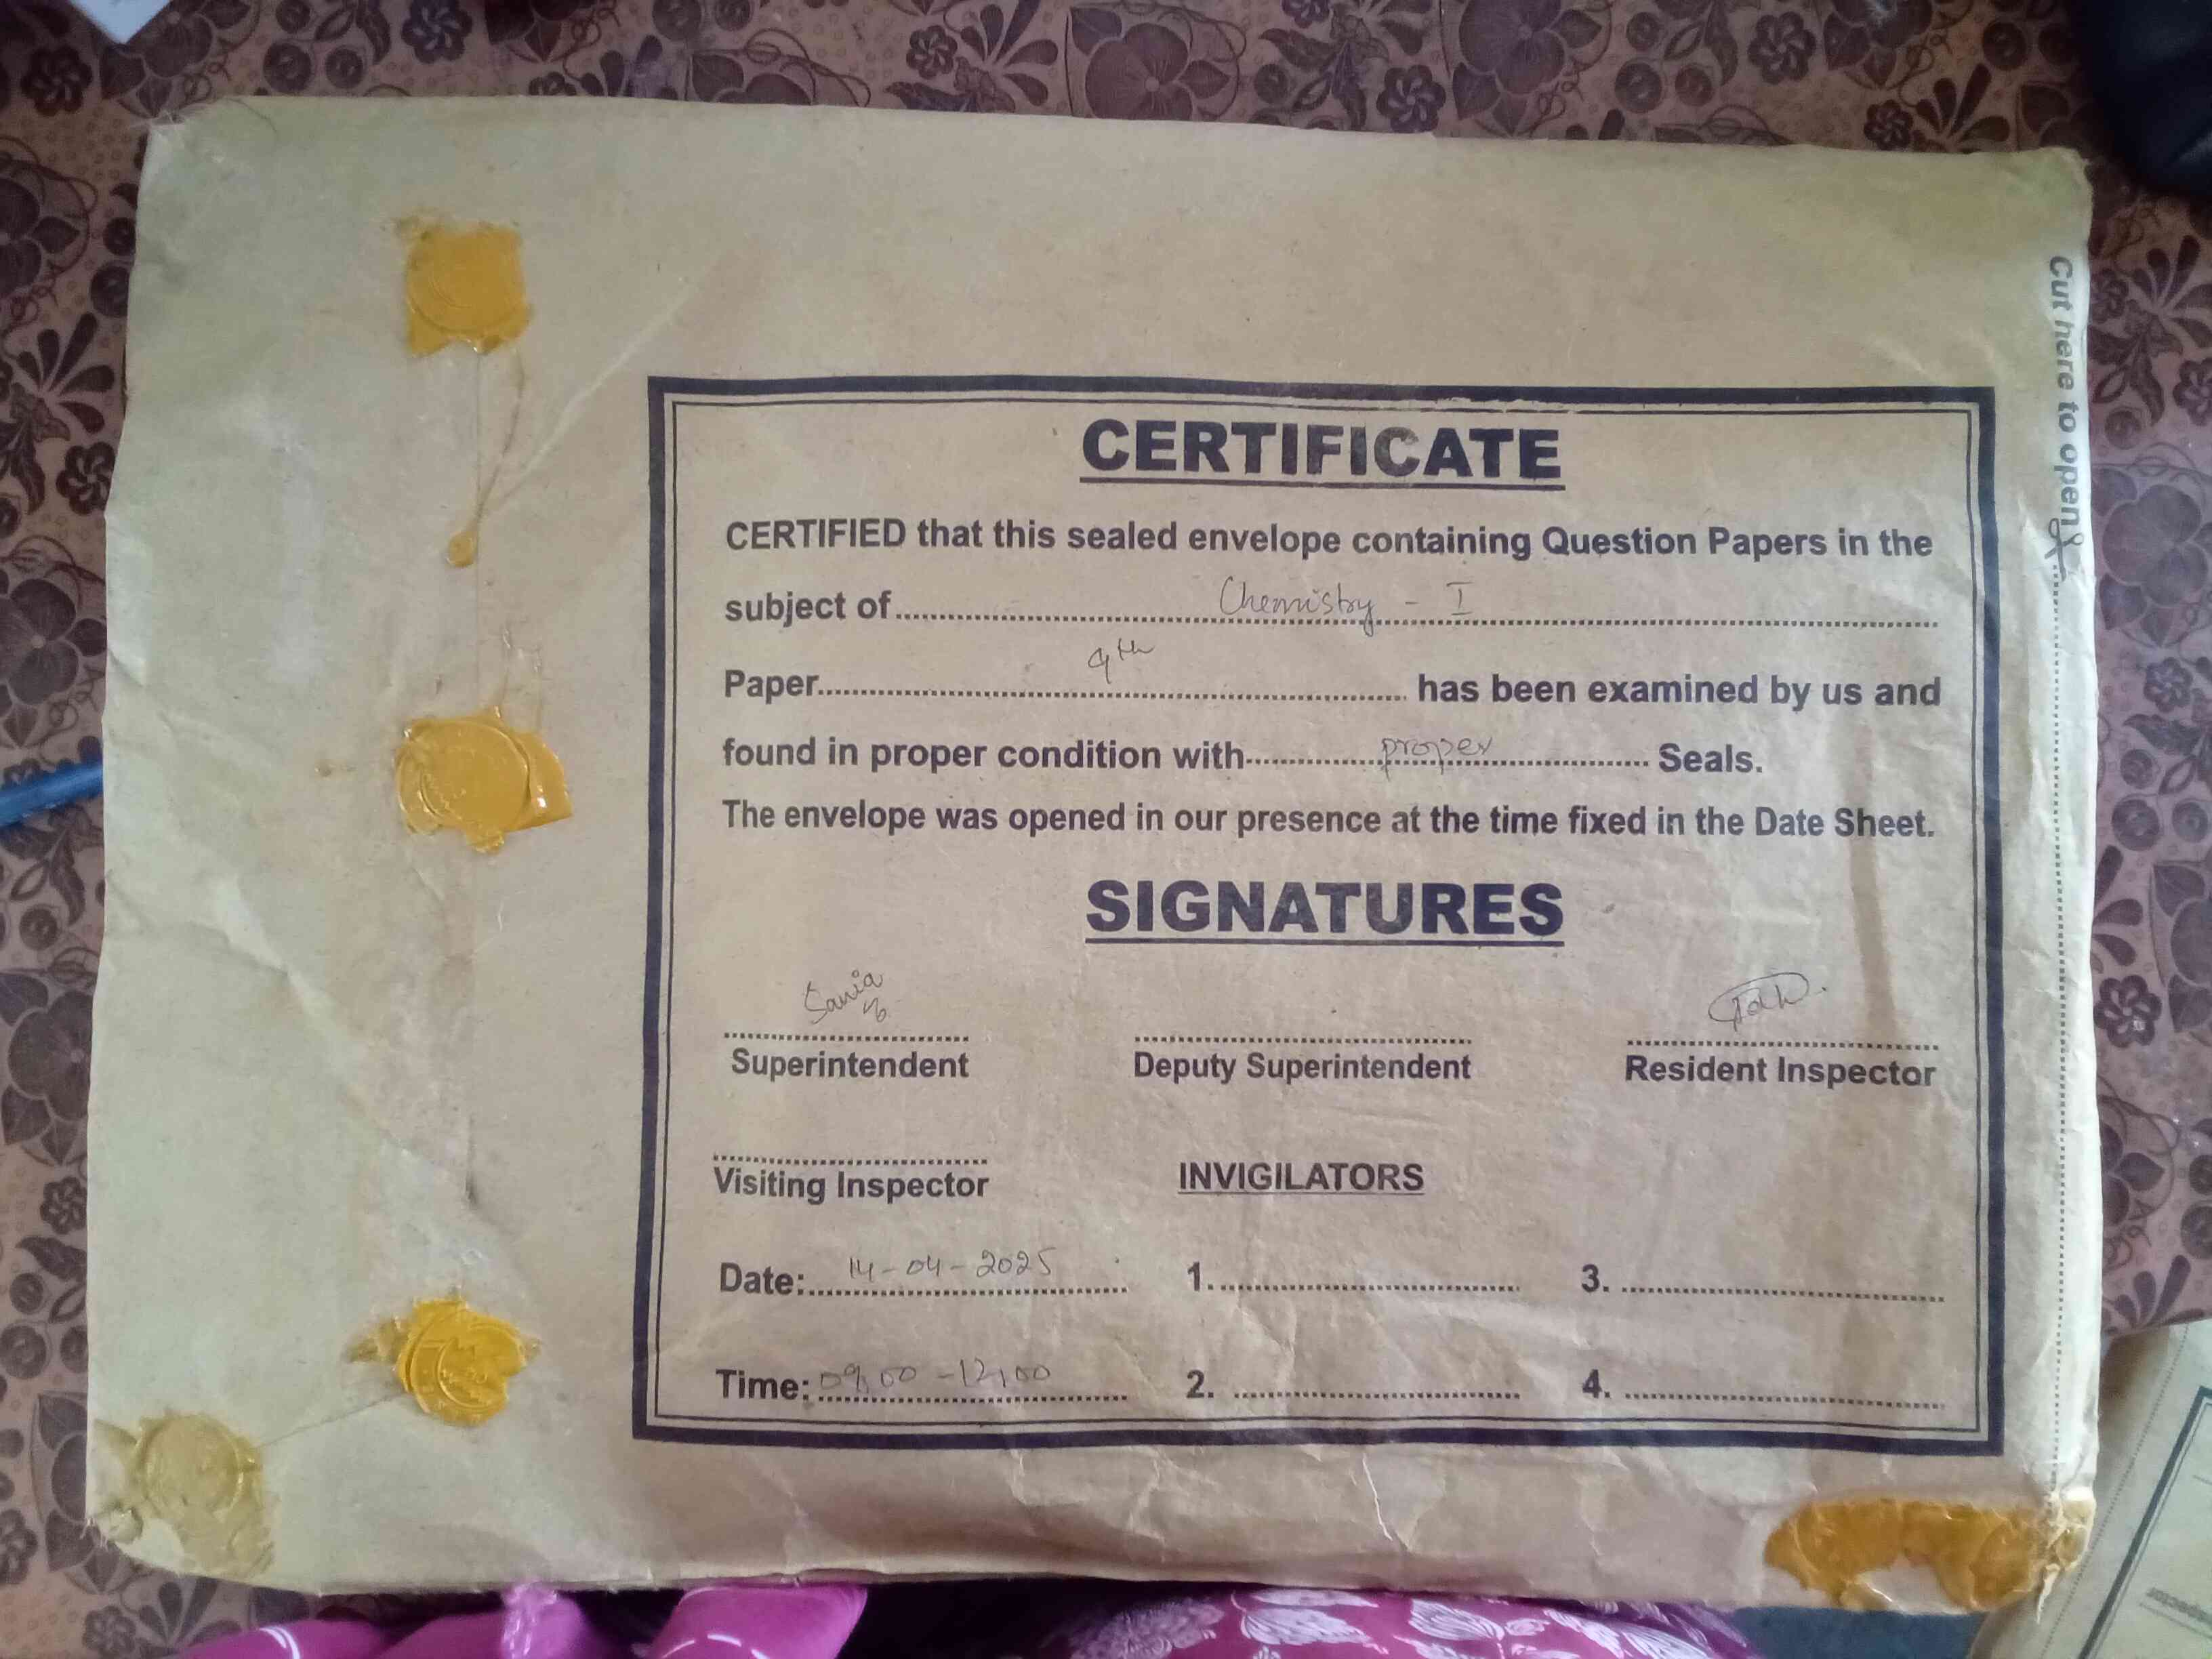 CERTIFICATE
CERTIFIED that this sealed envelope containing Question Papers in the
subject of........Chemistry - I........
Paper........9th........ has been examined by us and
found in proper condition with........proper........ Seals.
The envelope was opened in our presence at the time fixed in the Date Sheet.
SIGNATURES
Sania
Superintendent
Deputy Superintendent
Resident Inspector
Visiting Inspector
INVIGILATORS
Date:....14-04-2025....
1.................... 3. ....................
Time:....09,00 -12,00....
2. .................... 4. ....................
Cut here to open